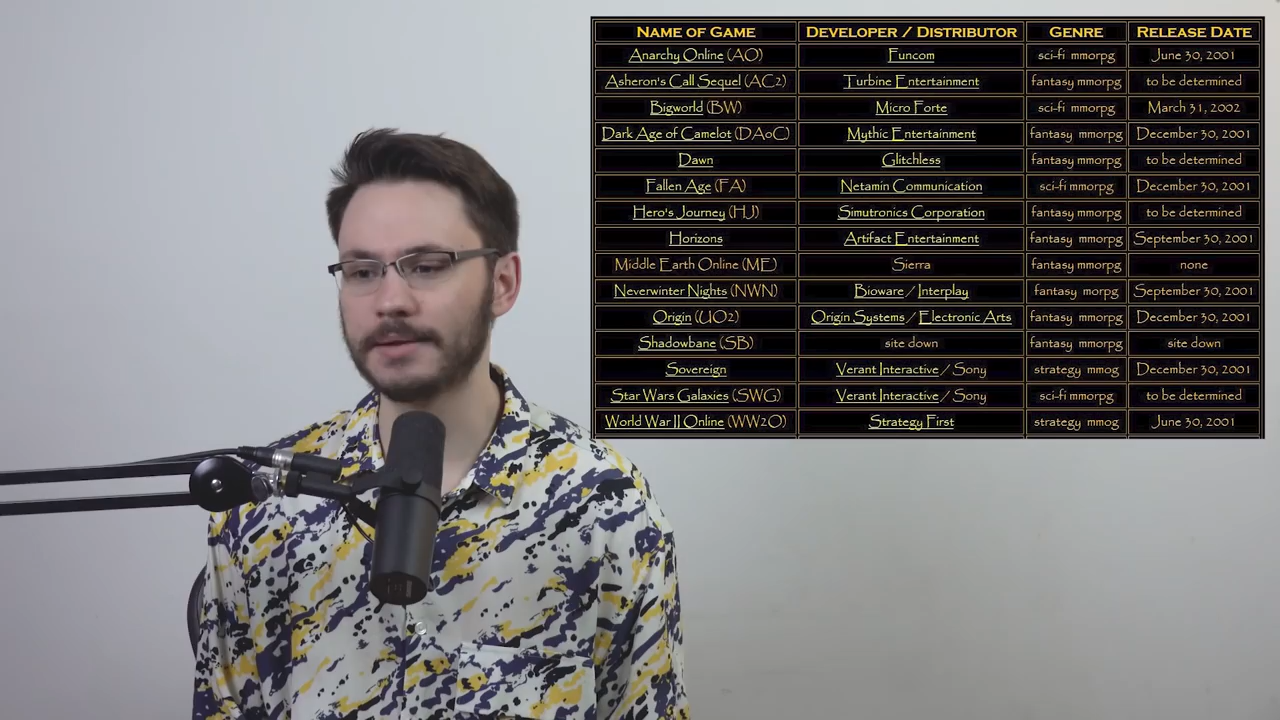 NAME OF GAME DEVELOPER / DISTRIBUTOR GENRE RELEASE DATE
Anarchy Online (AO) Funcom sci-fi mmorpg June 30, 2001
Asheron's Call Sequel (AC2) Turbine Entertainment fantasy mmorpg to be determined
Bigworld (BW) Micro Forte sci-fi mmorpg March 31, 2002
Dark Age of Camelot (DAoC) Mythic Entertainment fantasy mmorpg December 30, 2001
Dawn Glitchless fantasy mmorpg to be determined
Fallen Age (FA) Netamin Communication sci-fi mmorpg December 30, 2001
Hero's Journey (HJ) Simutronics Corporation fantasy mmorpg to be determined
Horizons Artifact Entertainment fantasy mmorpg September 30, 2001
Middle Earth Online (ME) Sierra fantasy mmorpg none
Neverwinter Nights (NWN) Bioware / Interplay fantasy morpg September 30, 2001
Origin (UO2) Origin Systems / Electronic Arts fantasy mmorpg December 30, 2001
Shadowbane (SB) site down fantasy mmorpg site down
Sovereign Verant Interactive / Sony strategy mmog December 30, 2001
Star Wars Galaxies (SWG) Verant Interactive / Sony sci-fi mmorpg to be determined
World War II Online (WW2O) Strategy First strategy mmog June 30, 2001